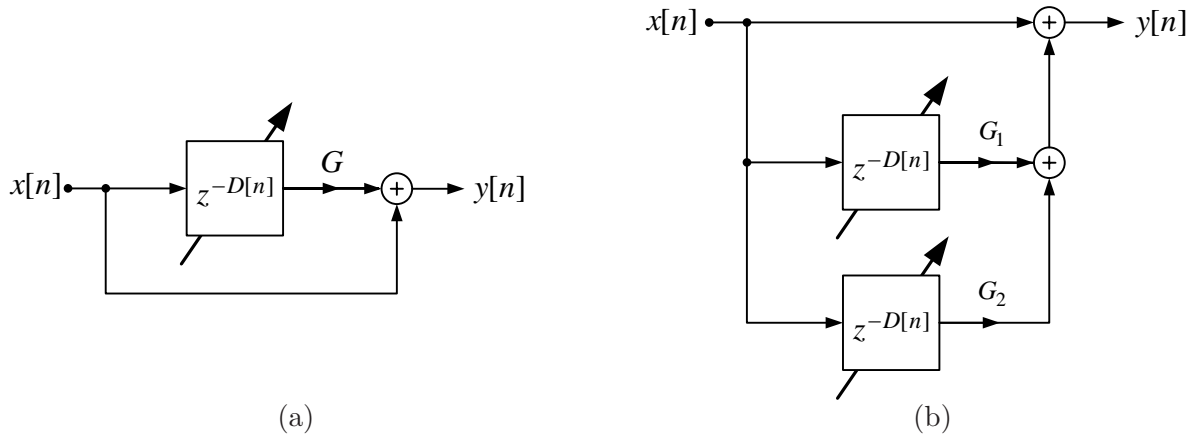 x[n]
z^{-D[n]}
G
+
y[n]
(a)
x[n]
+
y[n]
z^{-D[n]}
G_1
+
z^{-D[n]}
G_2
(b)